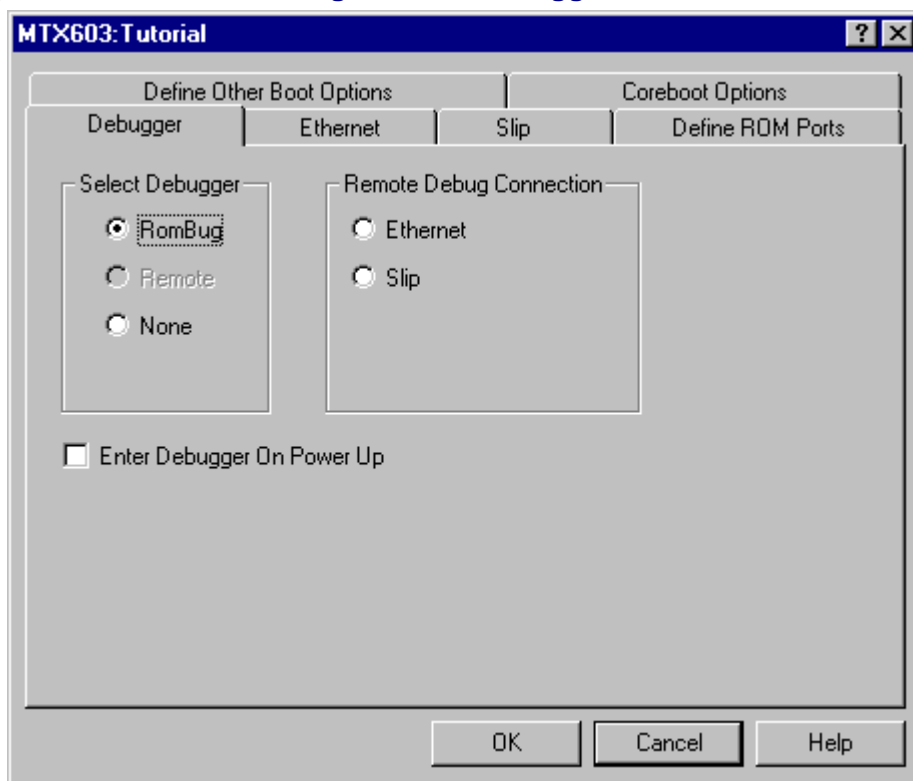 MTX603:Tutorial
Define Other Boot Options Coreboot Options
Debugger Ethernet Slip Define ROM Ports
Select Debugger Remote Debug Connection
RomBug Ethernet
Remote Slip
None
Enter Debugger On Power Up
OK Cancel Help